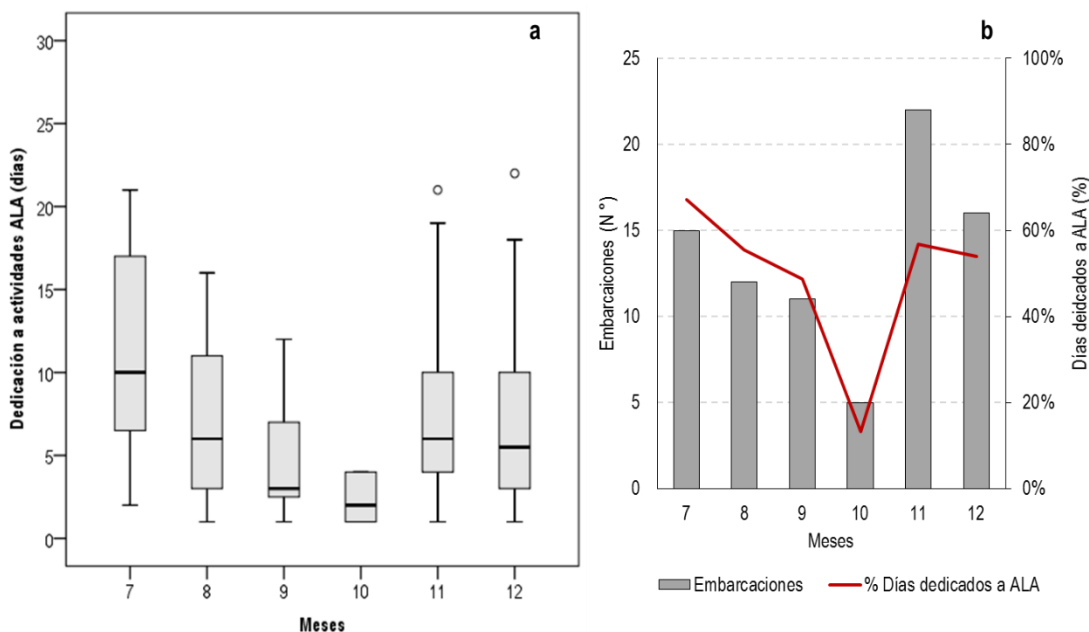 a
30
25
20
15
10
5
0
Dedicación a actividades ALA (días)
7 8 9 10 11 12
Meses
b
25
20
15
10
5
0
Embarcaicones (N °)
100%
80%
60%
40%
20%
0%
Días deidcados a ALA (%)
7 8 9 10 11 12
Meses
Embarcaciones % Días dedicados a ALA